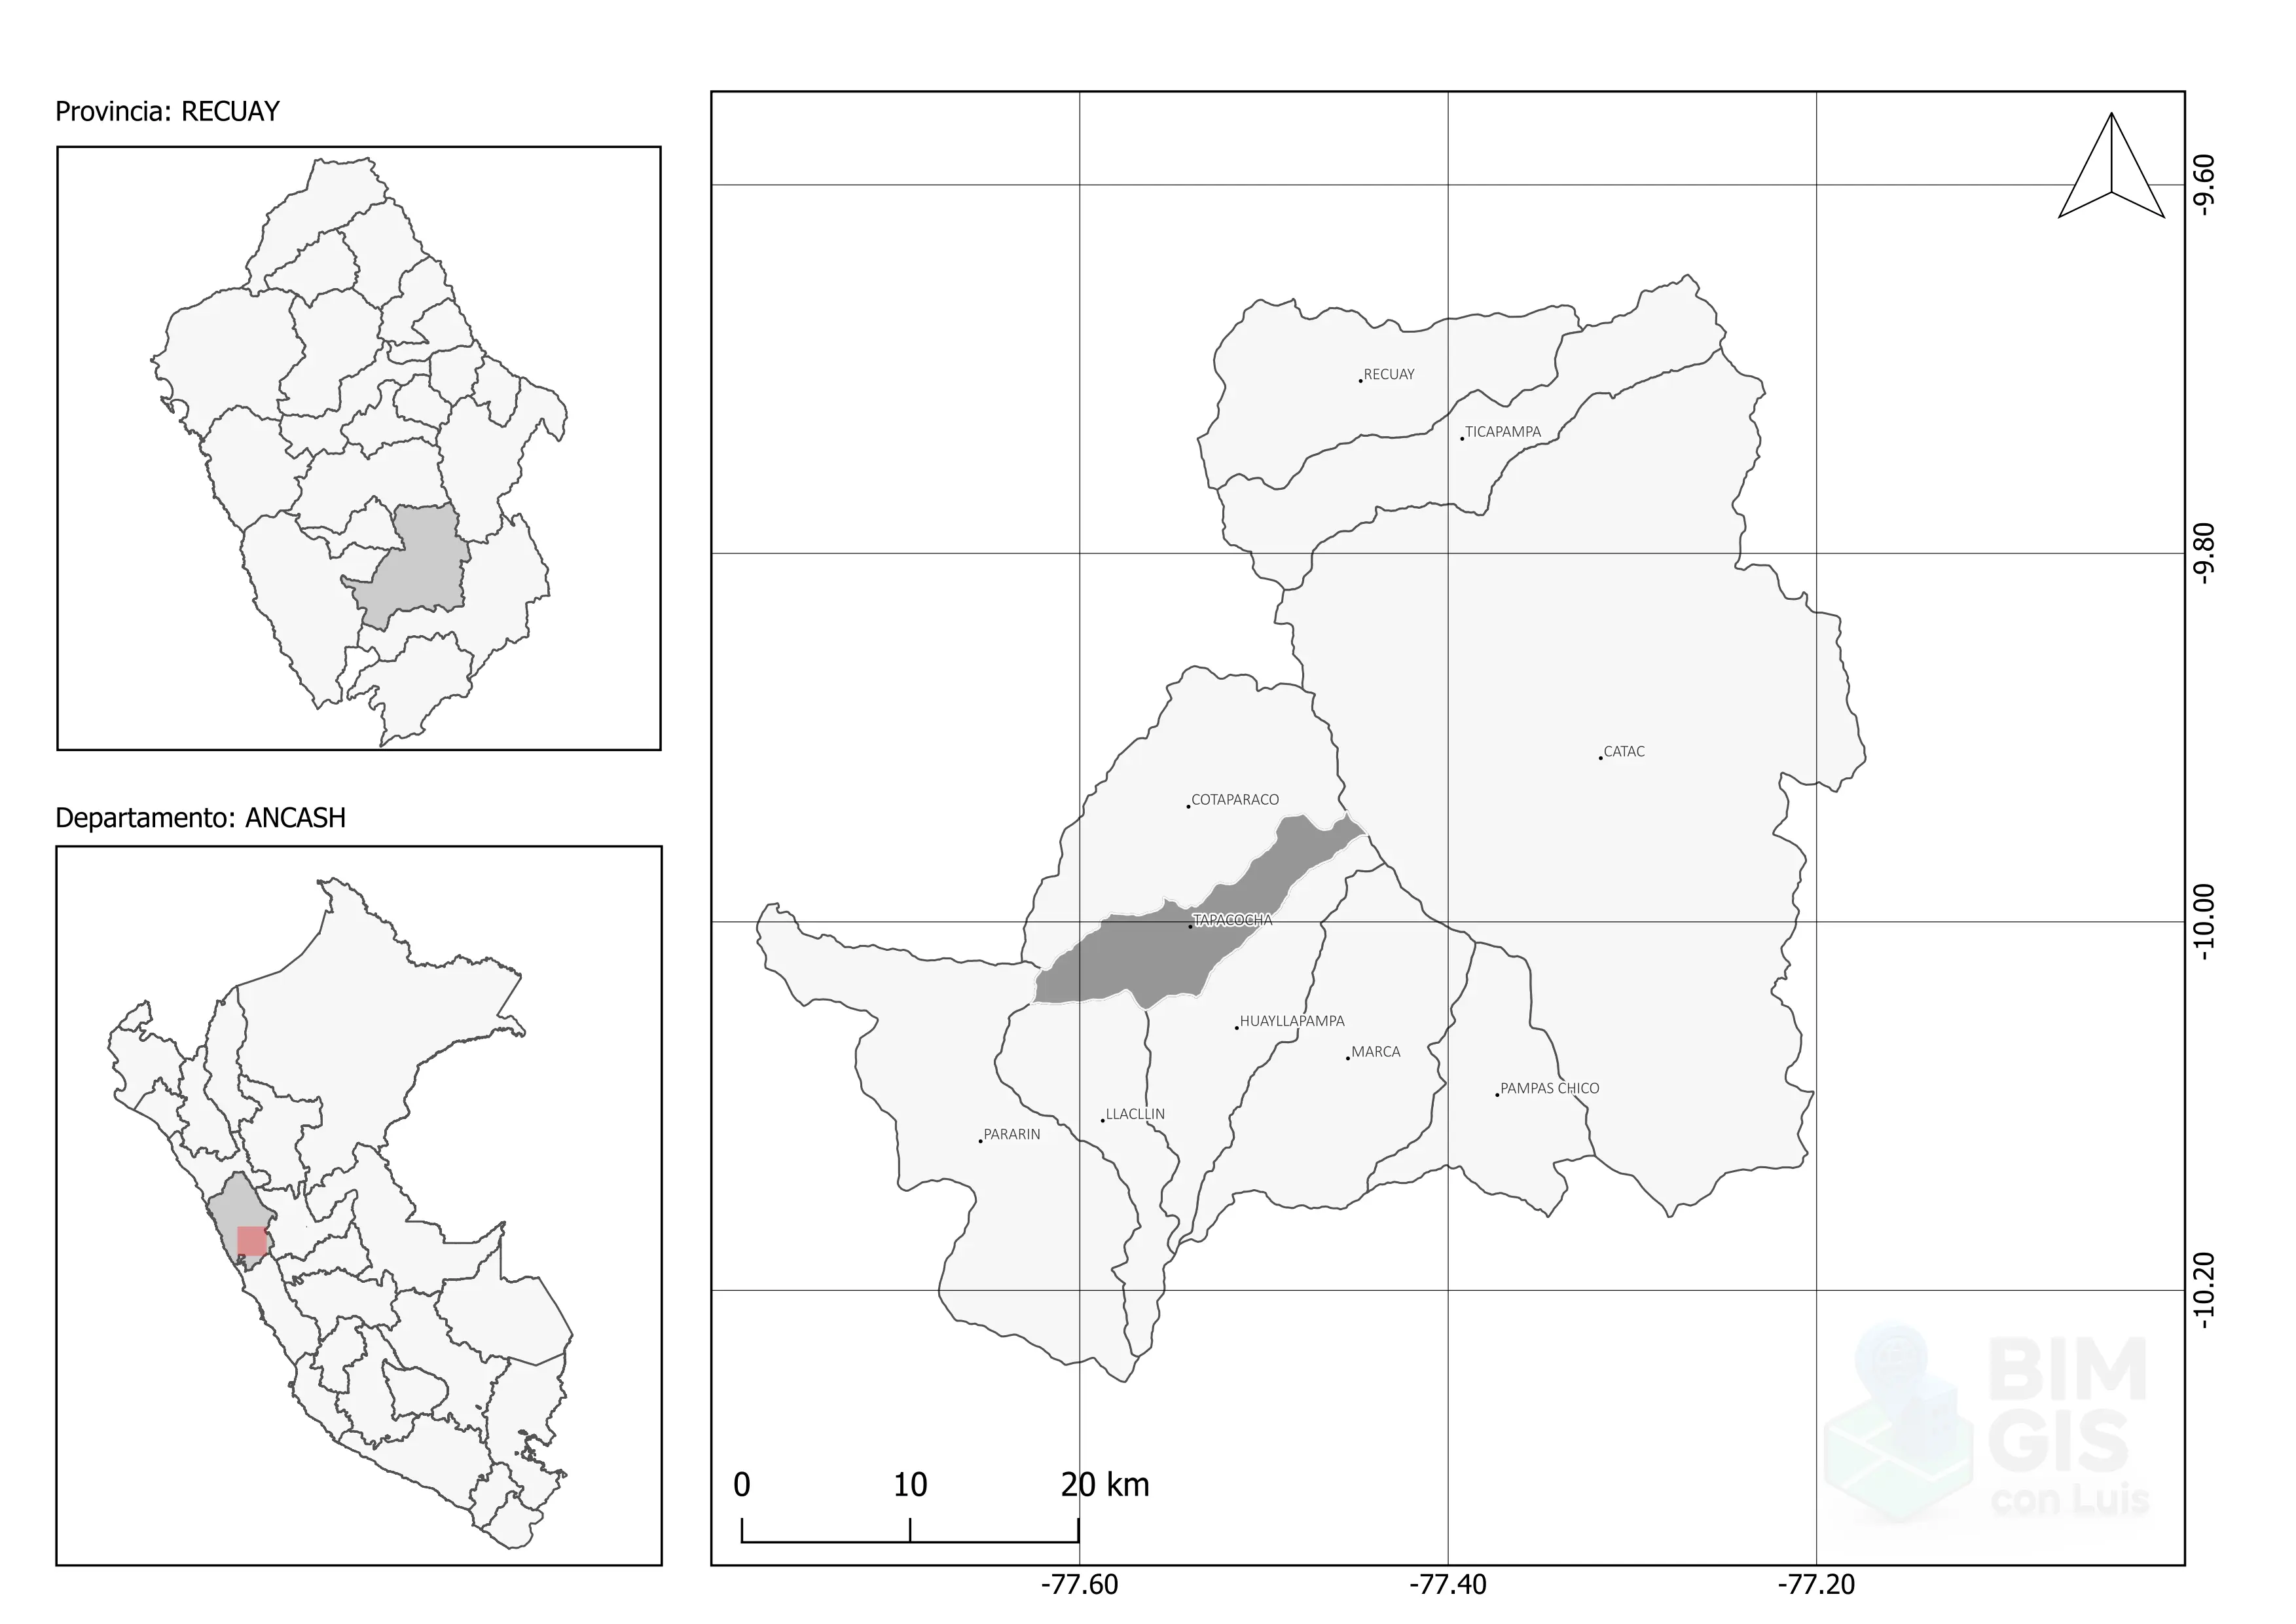 Provincia: RECUAY
Departamento: ANCASH
RECUAY
TICAPAMPA
CATAC
COTAPARACO
TAPACOCHA
HUAYLLAPAMPA
MARCA
PAMPAS CHICO
LLACLLIN
PARARIN
-9.60
-9.80
-10.00
-10.20
0 10 20 km
-77.60 -77.40 -77.20
BIM
GIS
con Luis